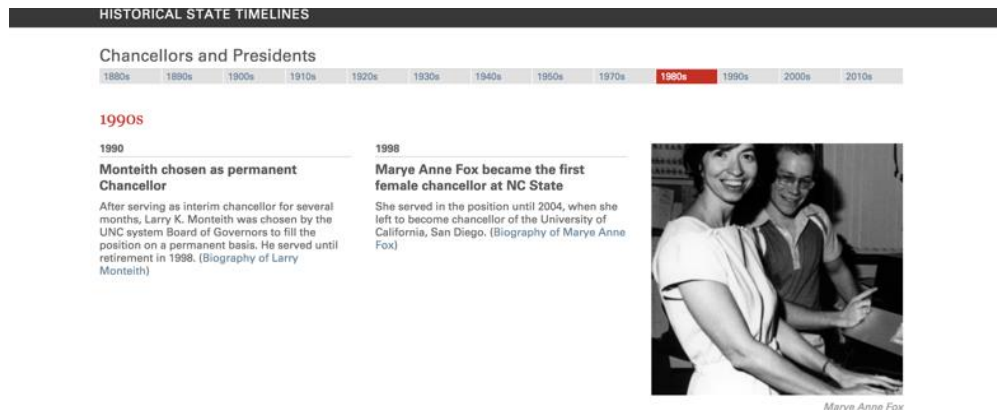 HISTORICAL STATE TIMELINES
Chancellors and Presidents
1880s 1890s 1900s 1910s 1920s 1930s 1940s 1950s 1970s 1980s 1990s 2000s 2010s
1990s
1990
Monteith chosen as permanent
Chancellor
After serving as interim chancellor for several
months, Larry K. Monteith was chosen by the
UNC system Board of Governors to fill the
position on a permanent basis. He served until
retirement in 1998. (Biography of Larry
Monteith)
1998
Marye Anne Fox became the first
female chancellor at NC State
She served in the position until 2004, when she
left to become chancellor of the University of
California, San Diego. (Biography of Marye Anne
Fox)
Marye Anne Fox